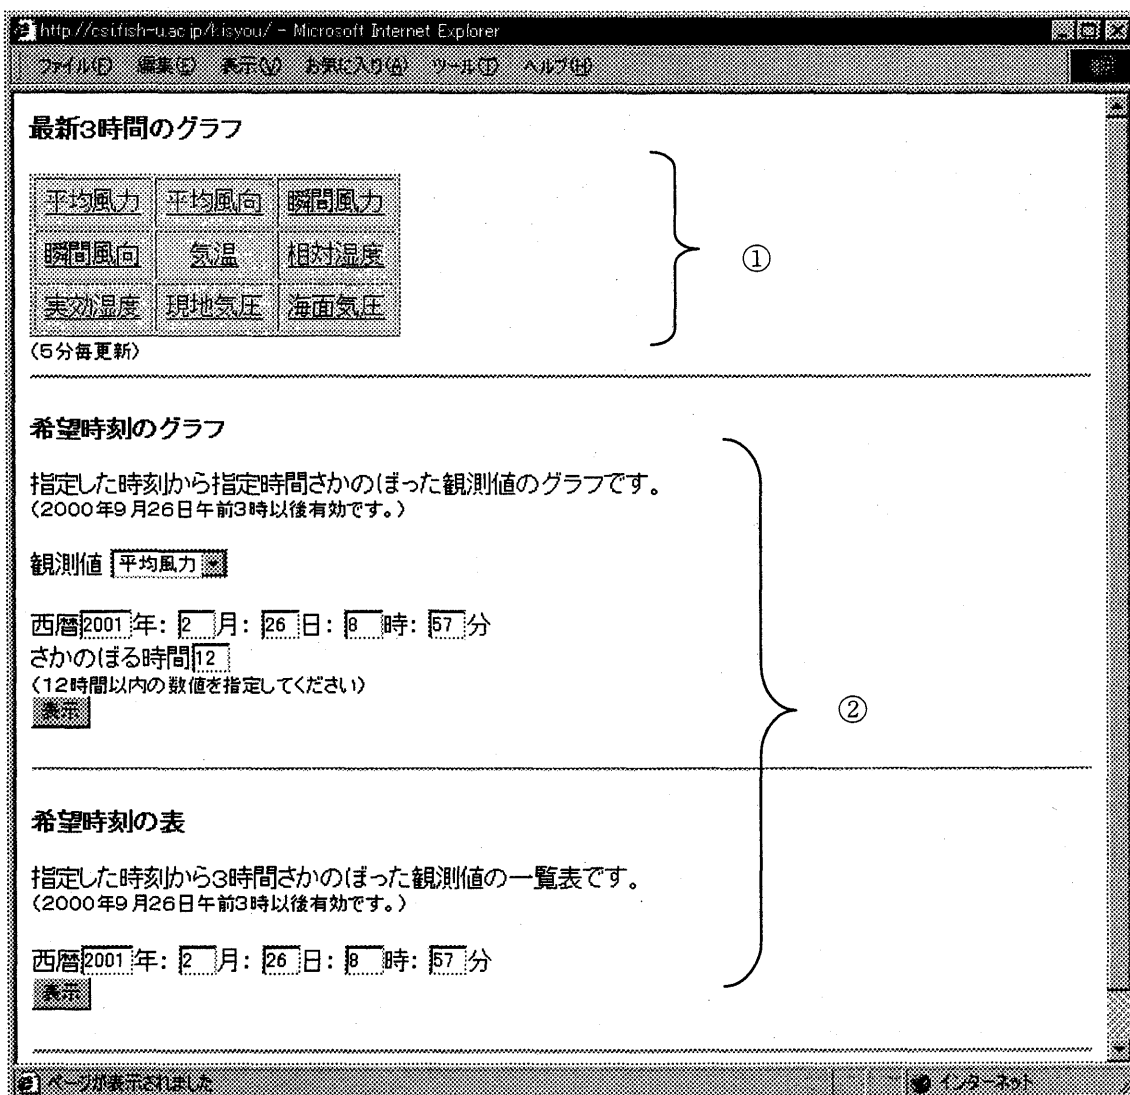 http://csi.fish-u.ac.jp/kisyou/ - Microsoft Internet Explorer
ファイル(F) 編集(E) 表示(V) お気に入り(A) ツール(T) ヘルプ(H)
最新3時間のグラフ
平均風力 平均風向 瞬間風力
瞬間風向 気温 相対湿度
実効湿度 現地気圧 海面気圧
(5分毎更新)
①
希望時刻のグラフ
指定した時刻から指定時間さかのぼった観測値のグラフです。
(2000年9月26日午前3時以後有効です。)
観測値 平均風力
西暦2001年: 2月: 26日: 8時: 57分
さかのぼる時間12
(12時間以内の数値を指定してください)
表示
②
希望時刻の表
指定した時刻から3時間さかのぼった観測値の一覧表です。
(2000年9月26日午前3時以後有効です。)
西暦2001年: 2月: 26日: 8時: 57分
表示
ページが表示されました インターネット